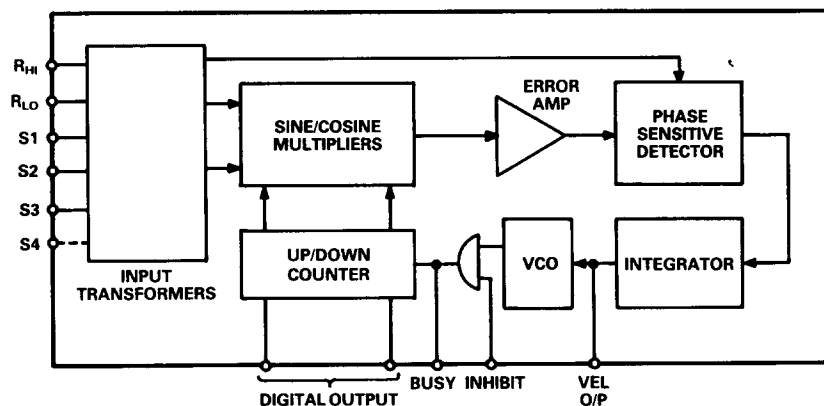 R_HI
R_LO
S1
S2
S3
S4
INPUT
TRANSFORMERS
SINE/COSINE
MULTIPLIERS
ERROR
AMP
PHASE
SENSITIVE
DETECTOR
UP/DOWN
COUNTER
VCO
INTEGRATOR
DIGITAL OUTPUT
BUSY
INHIBIT
VEL
O/P